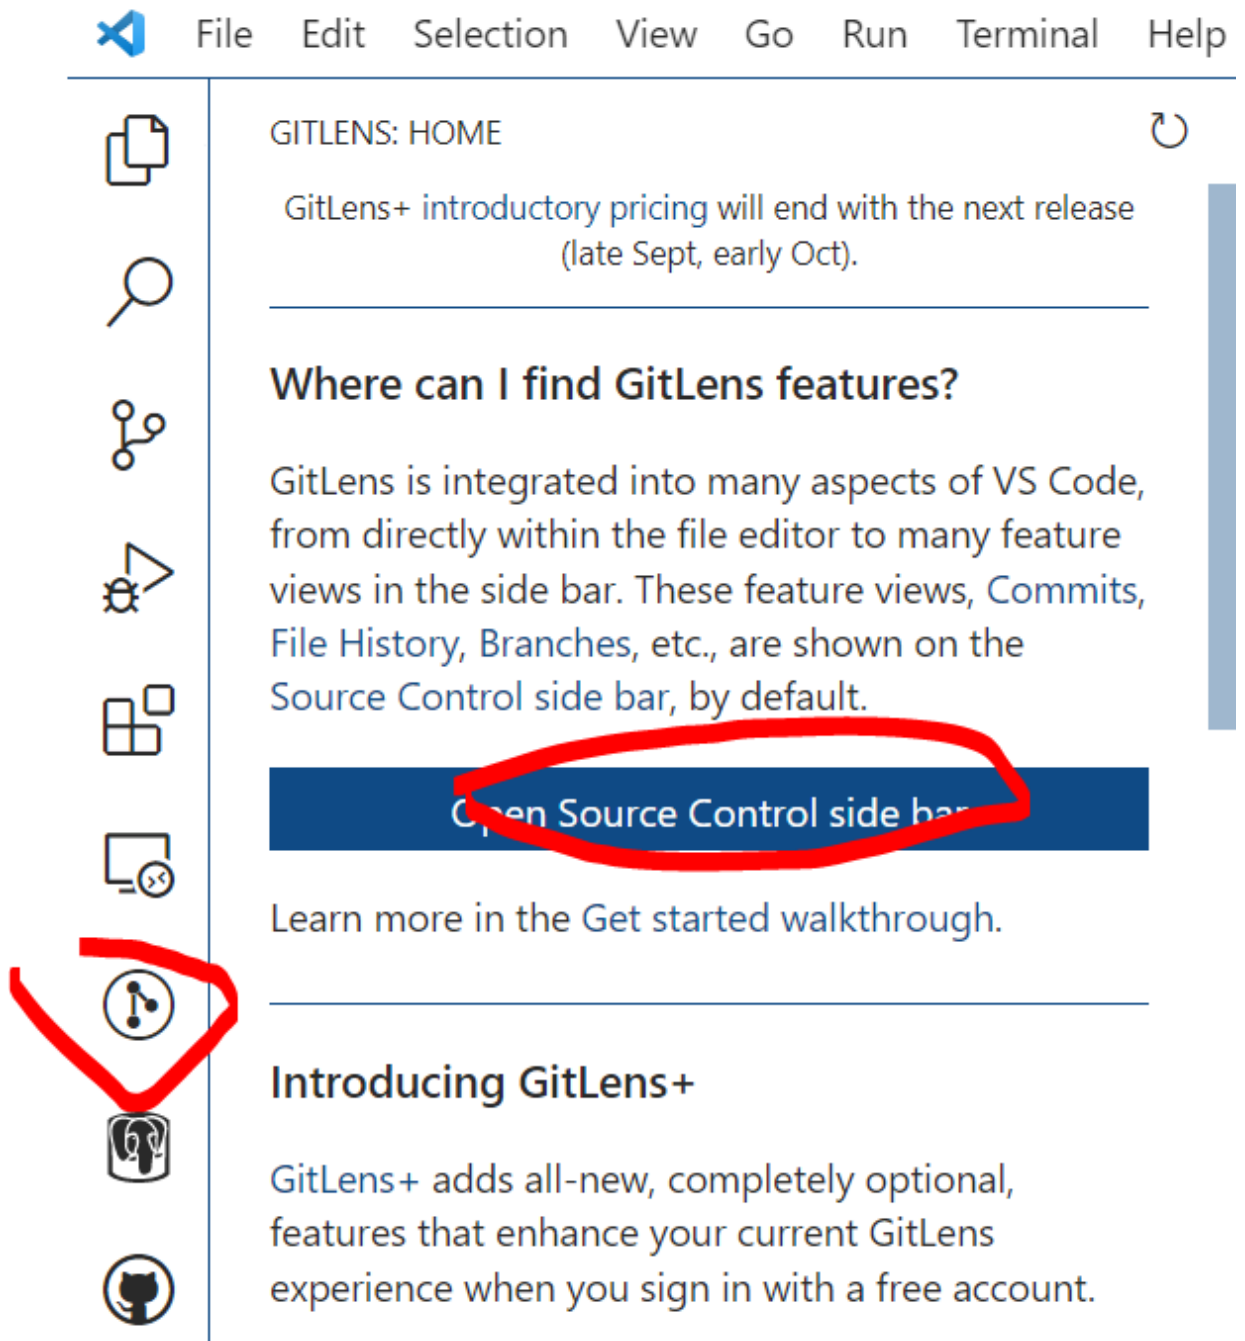 File Edit Selection View Go Run Terminal Help
GITLENS: HOME
GitLens+ introductory pricing will end with the next release
(late Sept, early Oct).
Where can I find GitLens features?
GitLens is integrated into many aspects of VS Code,
from directly within the file editor to many feature
views in the side bar. These feature views, Commits,
File History, Branches, etc., are shown on the
Source Control side bar, by default.
Open Source Control side bar
Learn more in the Get started walkthrough.
Introducing GitLens+
GitLens+ adds all-new, completely optional,
features that enhance your current GitLens
experience when you sign in with a free account.